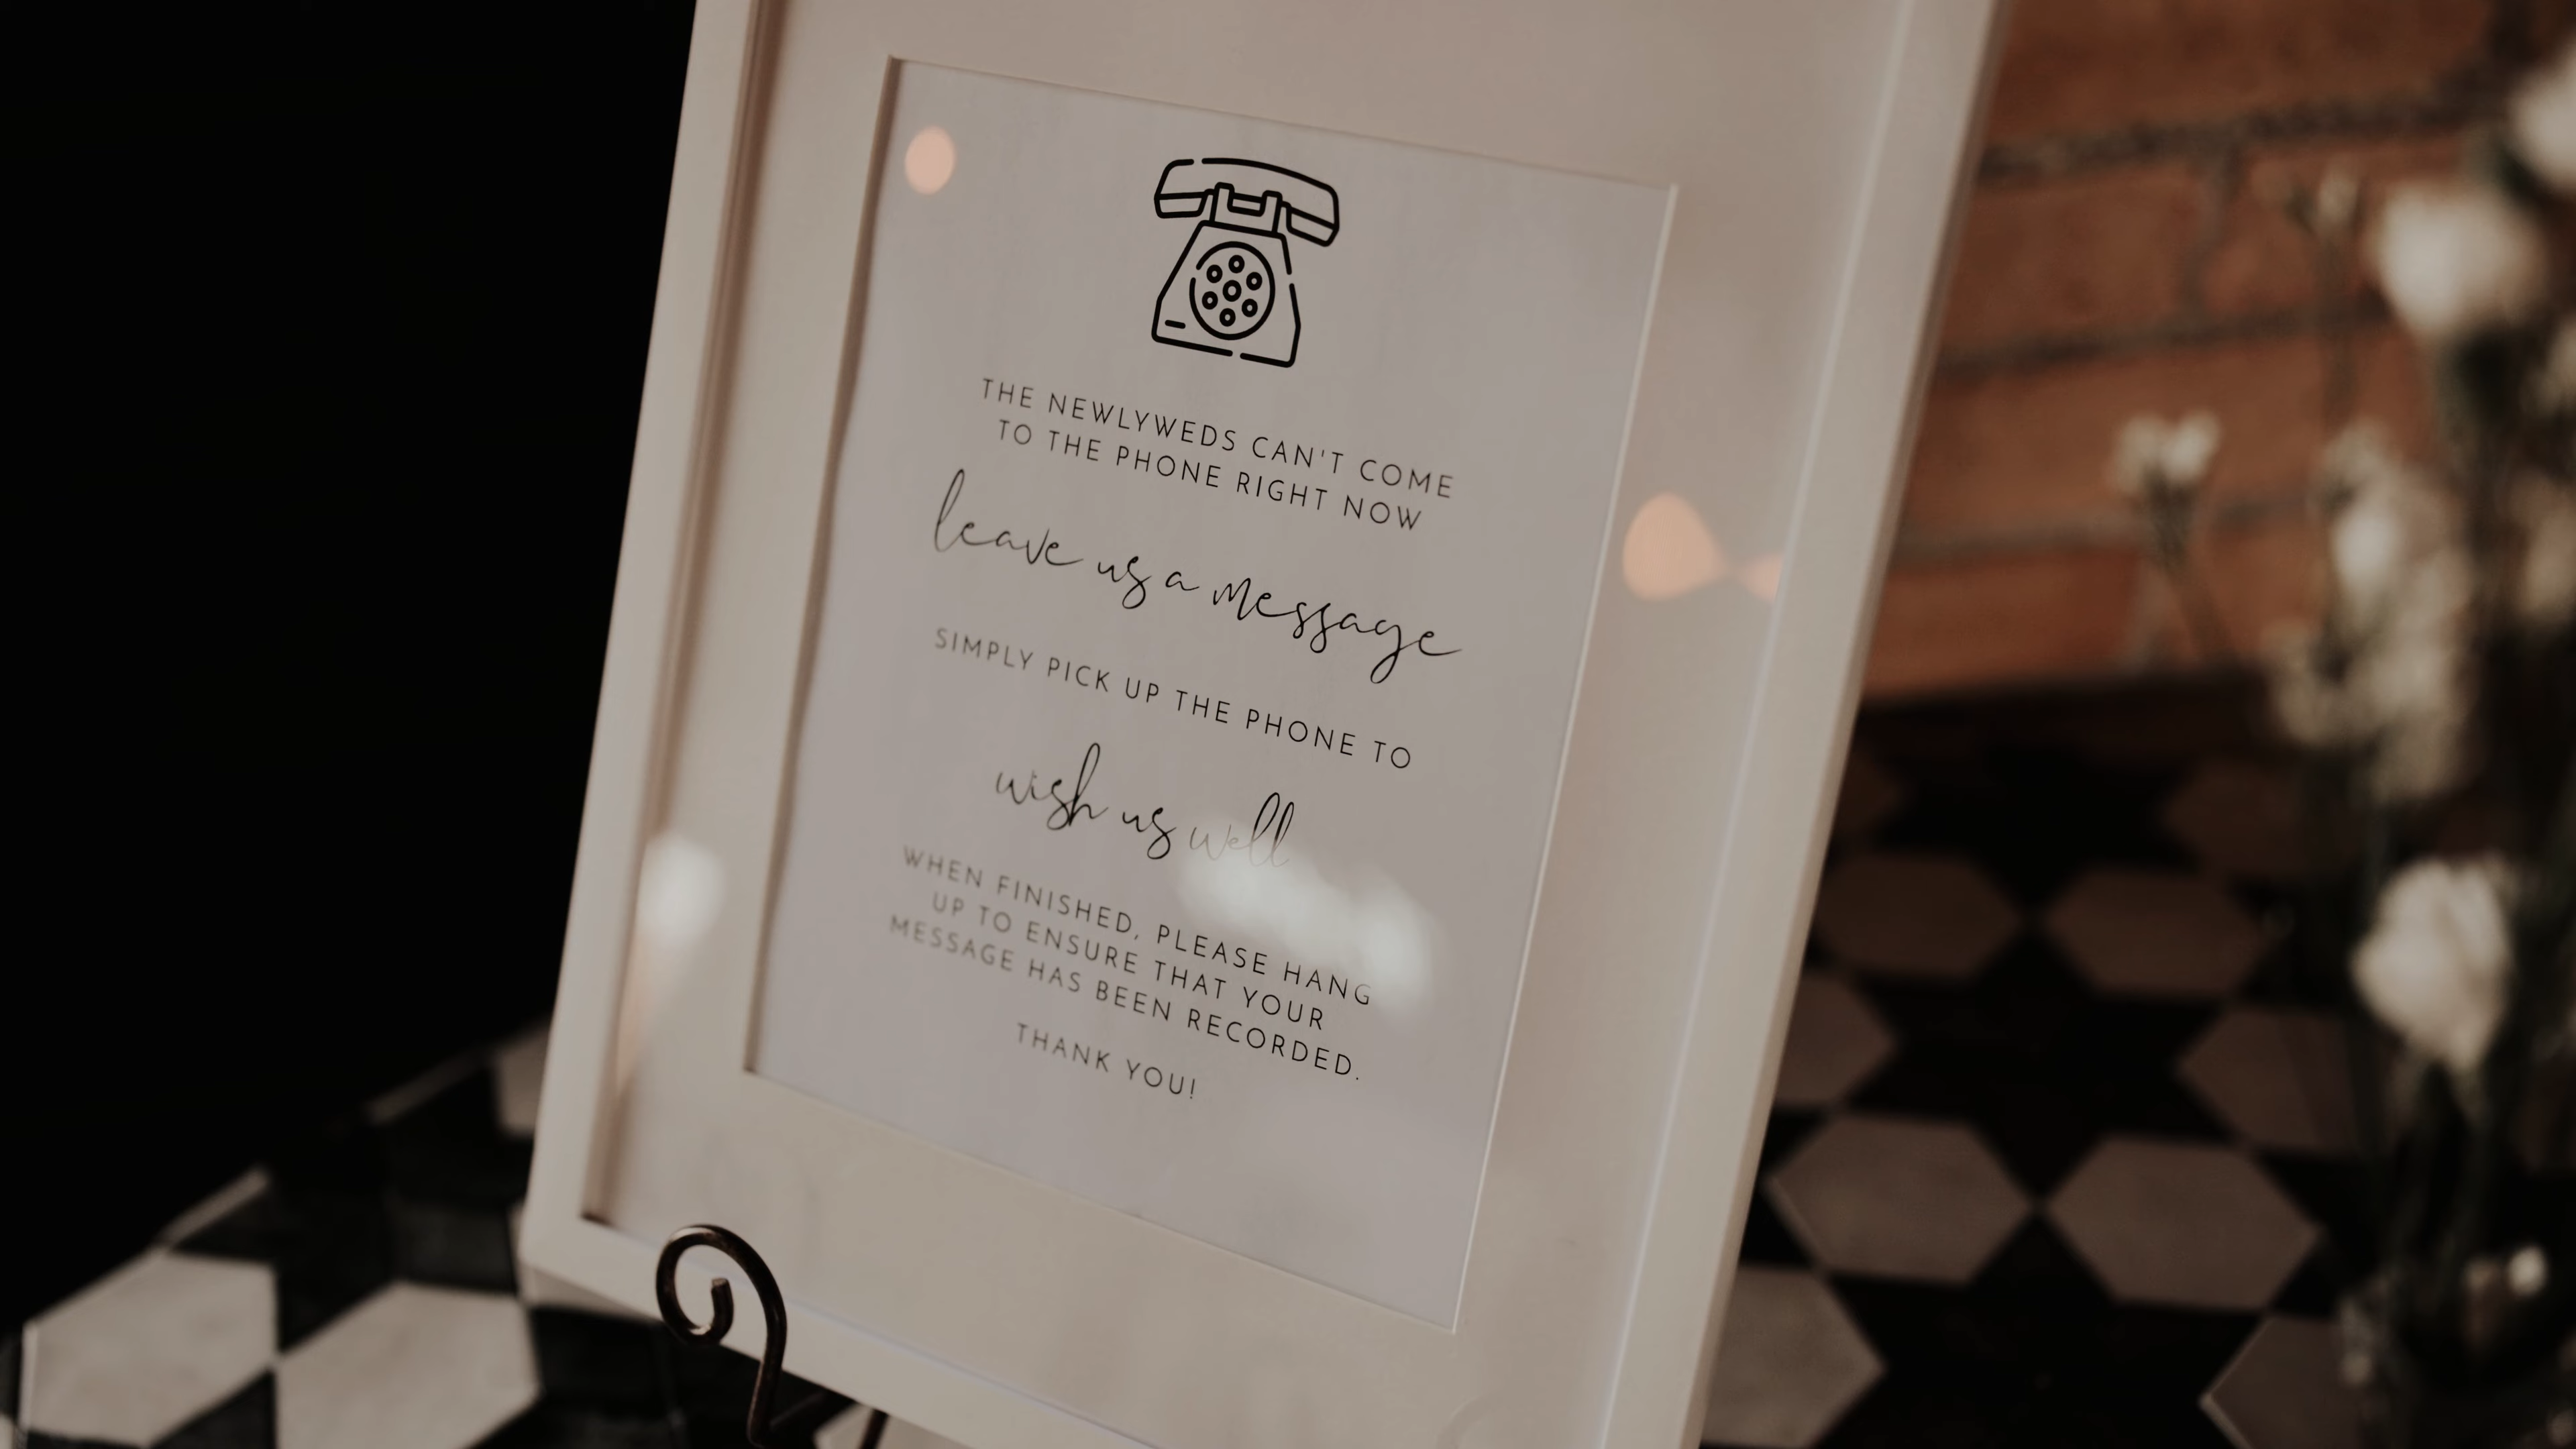 THE NEWLYWEDS CAN'T COME
TO THE PHONE RIGHT NOW
leave us a message
SIMPLY PICK UP THE PHONE TO
wish us well
WHEN FINISHED, PLEASE HANG
UP TO ENSURE THAT YOUR
MESSAGE HAS BEEN RECORDED.
THANK YOU!